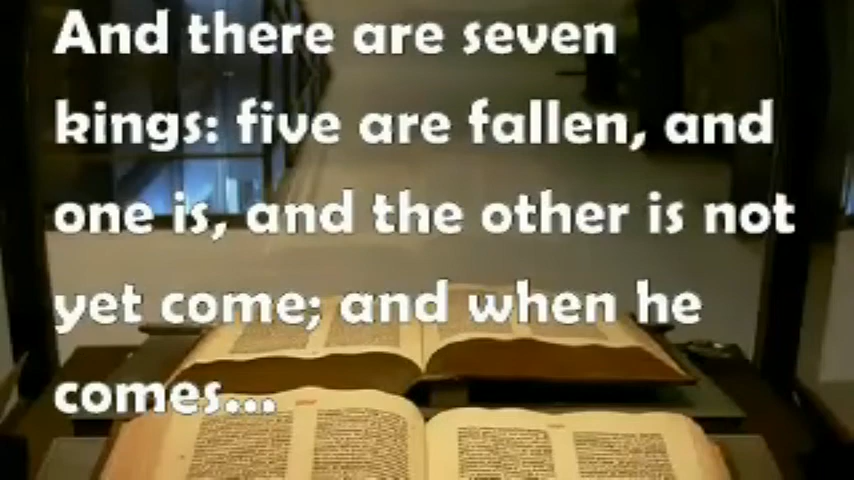 And there are seven
kings: five are fallen, and
one is, and the other is not
yet come; and when he
comes...